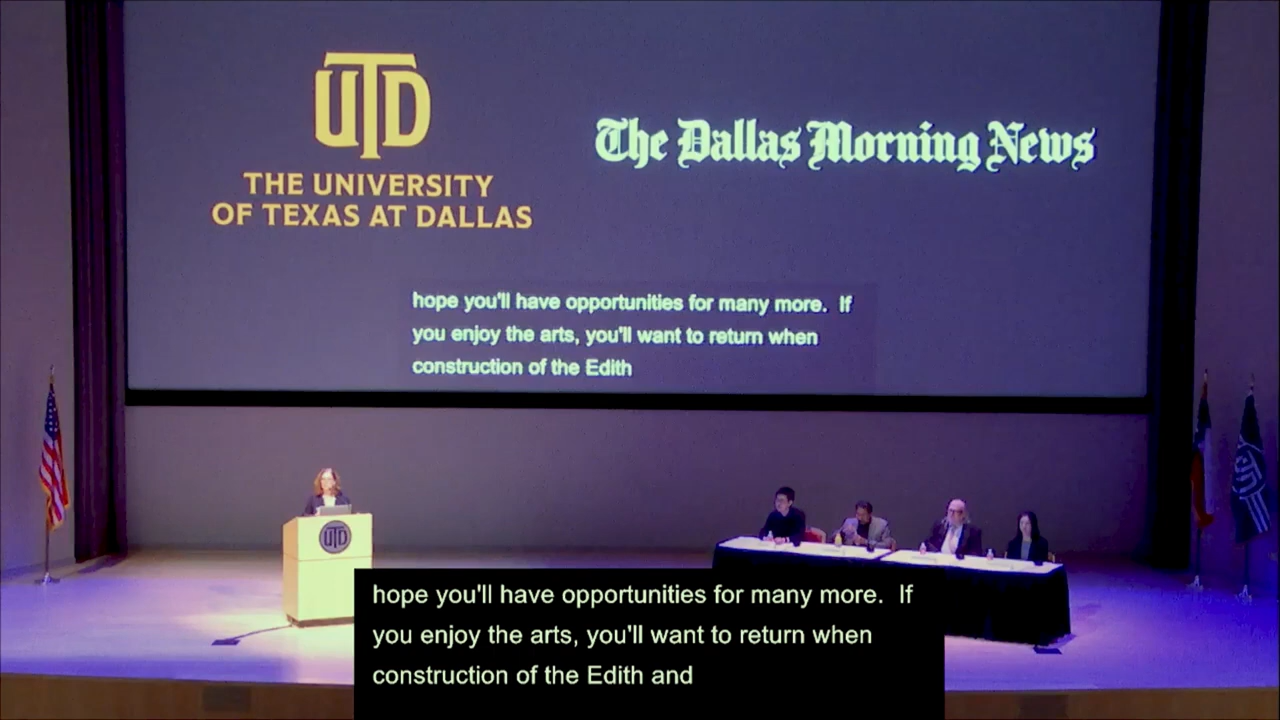 UTD
THE UNIVERSITY
OF TEXAS AT DALLAS
The Dallas Morning News
hope you'll have opportunities for many more.  If
you enjoy the arts, you'll want to return when
construction of the Edith
UTD
hope you'll have opportunities for many more.  If
you enjoy the arts, you'll want to return when
construction of the Edith and